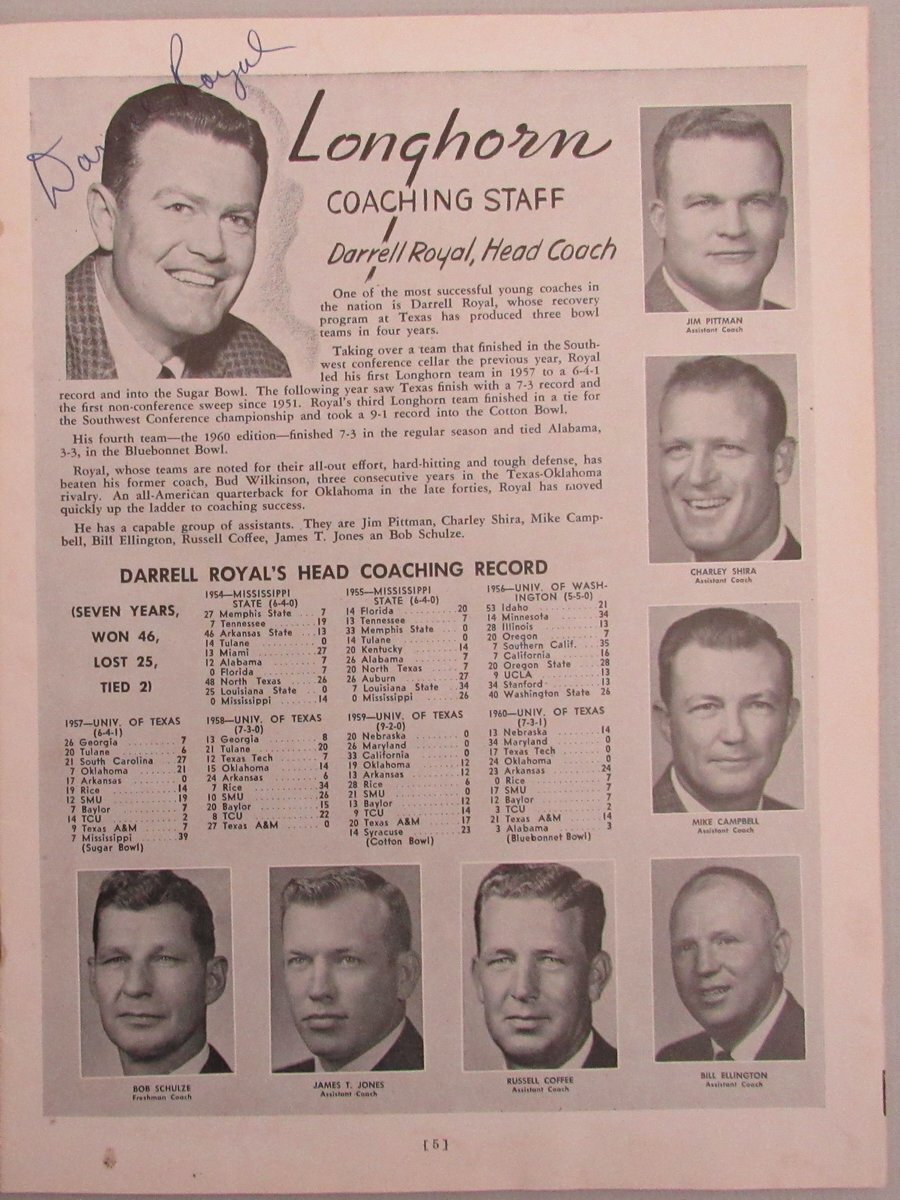 Darrell Royal
Longhorn
COACHING STAFF
Darrell Royal, Head Coach
One of the most successful young coaches in
the nation is Darrell Royal, whose recovery
program at Texas has produced three bowl
teams in four years.
Taking over a team that finished in the South-
west conference cellar the previous year, Royal
led his first Longhorn team in 1957 to a 6-4-1
record and into the Sugar Bowl. The following year saw Texas finish with a 7-3 record and
the first non-conference sweep since 1951. Royal's third Longhorn team finished in a tie for
the Southwest Conference championship and took a 9-1 record into the Cotton Bowl.
His fourth team—the 1960 edition—finished 7-3 in the regular season and tied Alabama,
3-3, in the Bluebonnet Bowl.
Royal, whose teams are noted for their all-out effort, hard-hitting and tough defense, has
beaten his former coach, Bud Wilkinson, three consecutive years in the Texas-Oklahoma
rivalry. An all-American quarterback for Oklahoma in the late forties, Royal has moved
quickly up the ladder to coaching success.
He has a capable group of assistants. They are Jim Pittman, Charley Shira, Mike Camp-
bell, Bill Ellington, Russell Coffee, James T. Jones an Bob Schulze.
JIM PITTMAN
Assistant Coach
CHARLEY SHIRA
Assistant Coach
MIKE CAMPBELL
Assistant Coach
DARRELL ROYAL'S HEAD COACHING RECORD
(SEVEN YEARS,
WON 46,
LOST 25,
TIED 2)
1954—MISSISSIPPI
STATE (6-4-0)
27 Memphis State ... 7
7 Tennessee ... 19
46 Arkansas State ... 13
14 Tulane ... 0
13 Miami ... 27
12 Alabama ... 7
0 Florida ... 7
48 North Texas ... 26
25 Louisiana State ... 0
0 Mississippi ... 14
1955—MISSISSIPPI
STATE (6-4-0)
14 Florida ... 20
13 Tennessee ... 7
33 Memphis State ... 0
14 Tulane ... 0
20 Kentucky ... 14
26 Alabama ... 7
20 North Texas ... 7
26 Auburn ... 27
7 Louisiana State ... 34
0 Mississippi ... 26
1956—UNIV. OF WASH-
INGTON (5-5-0)
53 Idaho ... 21
14 Minnesota ... 34
28 Illinois ... 13
20 Oregon ... 7
7 Southern Calif. ... 35
7 California ... 16
20 Oregon State ... 28
9 UCLA ... 13
34 Stanford ... 13
40 Washington State 26
1957—UNIV. OF TEXAS
(6-4-1)
26 Georgia ... 7
20 Tulane ... 6
21 South Carolina ... 27
7 Oklahoma ... 21
17 Arkansas ... 0
19 Rice ... 14
12 SMU ... 19
7 Baylor ... 7
14 TCU ... 2
9 Texas A&M ... 7
7 Mississippi ... 39
(Sugar Bowl)
1958—UNIV. OF TEXAS
(7-3-0)
13 Georgia ... 8
21 Tulane ... 20
12 Texas Tech ... 7
15 Oklahoma ... 14
24 Arkansas ... 6
7 Rice ... 34
10 SMU ... 26
20 Baylor ... 15
8 TCU ... 22
27 Texas A&M ... 0
1959—UNIV. OF TEXAS
(9-2-0)
20 Nebraska ... 0
26 Maryland ... 0
33 California ... 0
19 Oklahoma ... 12
13 Arkansas ... 12
28 Rice ... 6
21 SMU ... 0
13 Baylor ... 12
9 TCU ... 14
20 Texas A&M ... 17
14 Syracuse ... 23
(Cotton Bowl)
1960—UNIV. OF TEXAS
(7-3-1)
13 Nebraska ... 14
34 Maryland ... 0
17 Texas Tech ... 0
24 Oklahoma ... 0
23 Arkansas ... 24
0 Rice ... 7
17 SMU ... 7
12 Baylor ... 7
3 TCU ... 2
21 Texas A&M ... 14
3 Alabama ... 3
(Bluebonnet Bowl)
BOB SCHULZE
Freshman Coach
JAMES T. JONES
Assistant Coach
RUSSELL COFFEE
Assistant Coach
BILL ELLINGTON
Assistant Coach
[5]